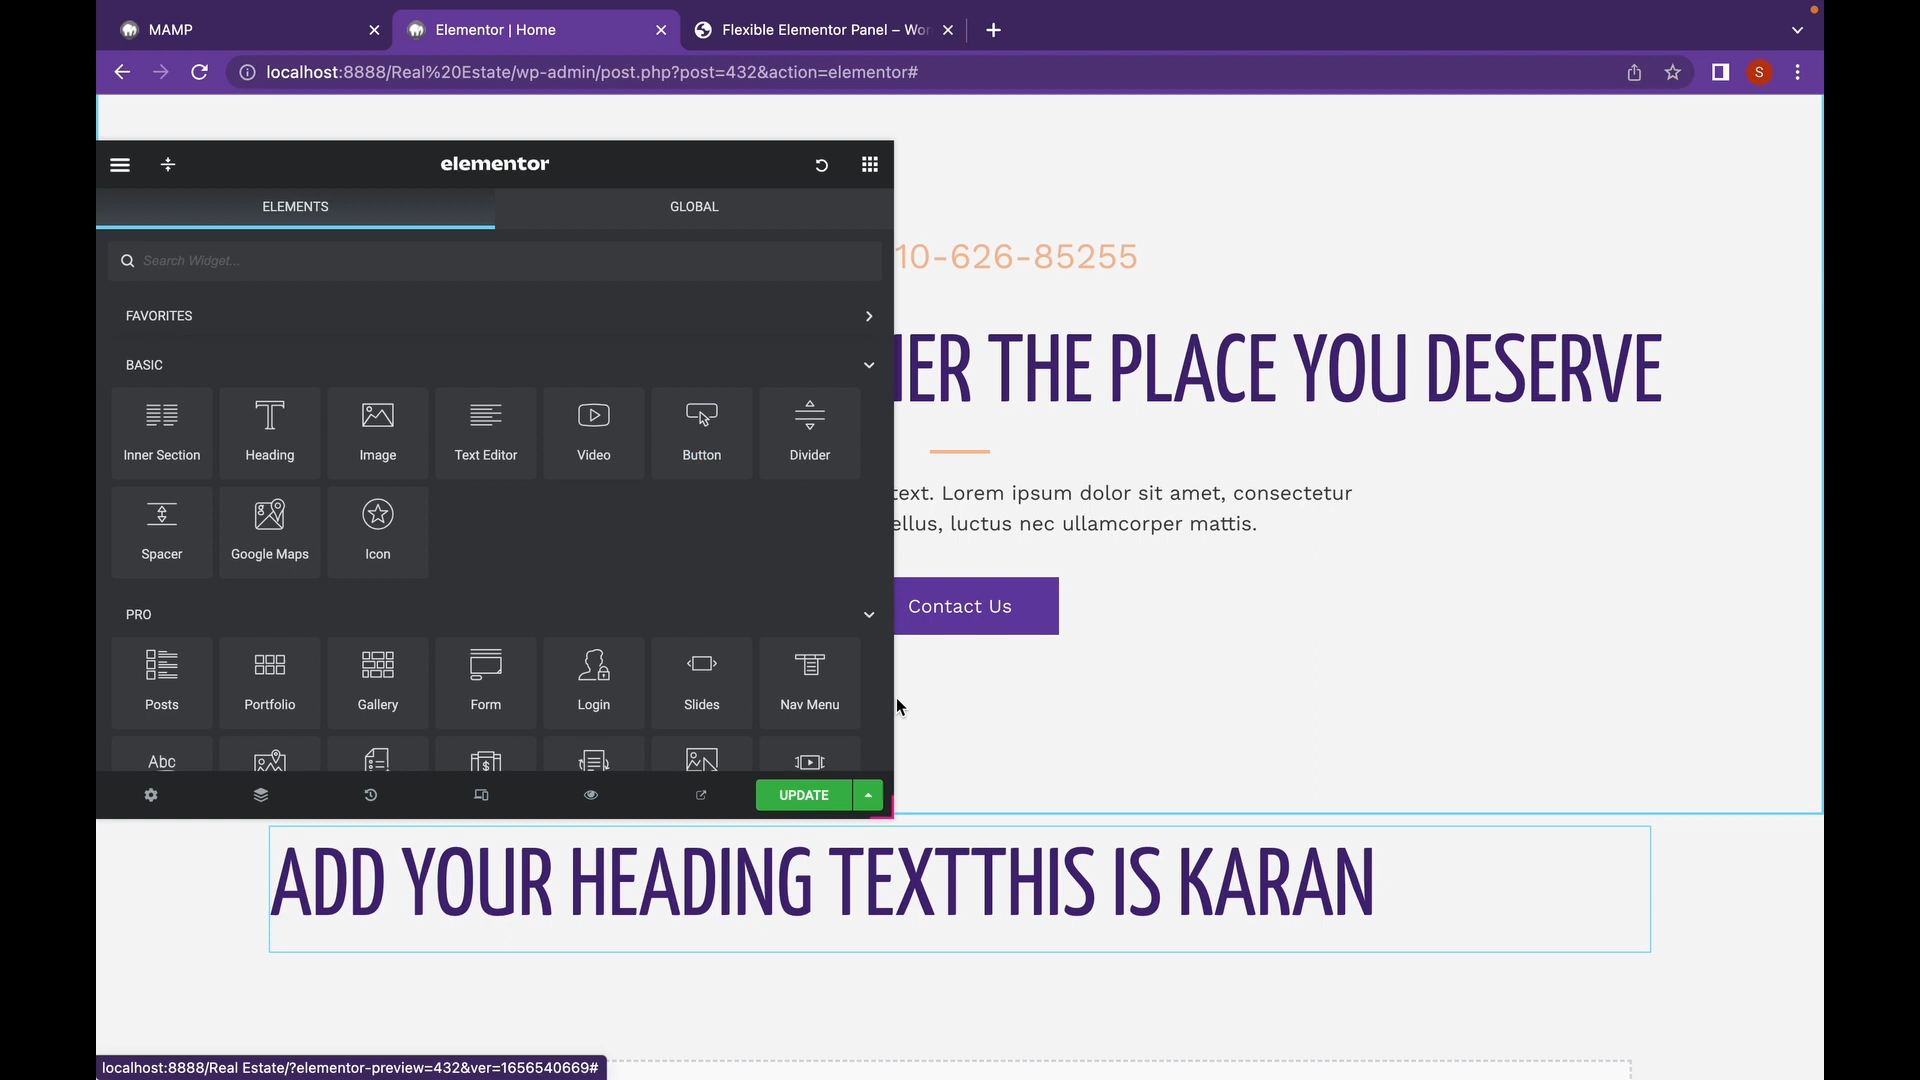 MAMP
Elementor | Home
Flexible Elementor Panel – Wor
localhost:8888/Real%20Estate/wp-admin/post.php?post=432&action=elementor#
S
elementor
ELEMENTS
GLOBAL
Search Widget...
FAVORITES
BASIC
Inner Section
Heading
Image
Text Editor
Video
Button
Divider
Spacer
Google Maps
Icon
PRO
Posts
Portfolio
Gallery
Form
Login
Slides
Nav Menu
Abc
UPDATE
10-626-85255
HER THE PLACE YOU DESERVE
text. Lorem ipsum dolor sit amet, consectetur
ellus, luctus nec ullamcorper mattis.
Contact Us
ADD YOUR HEADING TEXTTHIS IS KARAN
localhost:8888/Real Estate/?elementor-preview=432&ver=1656540669#